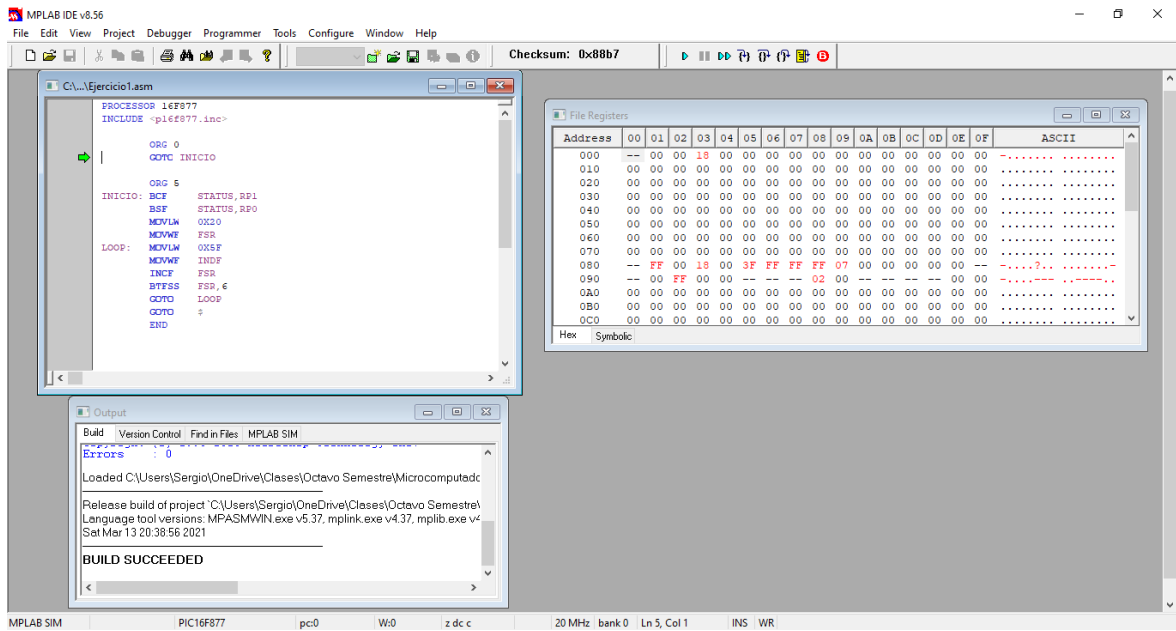 MPLAB IDE v8.56
File Edit View Project Debugger Programmer Tools Configure Window Help
Checksum: 0x88b7
C:\...\Ejercicio1.asm
PROCESSOR 16F877
INCLUDE <p16f877.inc>
ORG 0
GOTO INICIO
ORG 5
INICIO: BCF STATUS,RP1
BSF STATUS,RP0
MOVLW 0X20
MOVWF FSR
LOOP: MOVLW 0X5F
MOVWF INDF
INCF FSR
BTFSS FSR,6
GOTO LOOP
GOTO $
END
File Registers
Address 00 01 02 03 04 05 06 07 08 09 0A 0B 0C 0D 0E 0F ASCII
000 -- 00 00 18 00 00 00 00 00 00 00 00 00 00 00 00 -....... ........
010 00 00 00 00 00 00 00 00 00 00 00 00 00 00 00 00 ........ ........
020 00 00 00 00 00 00 00 00 00 00 00 00 00 00 00 00 ........ ........
030 00 00 00 00 00 00 00 00 00 00 00 00 00 00 00 00 ........ ........
040 00 00 00 00 00 00 00 00 00 00 00 00 00 00 00 00 ........ ........
050 00 00 00 00 00 00 00 00 00 00 00 00 00 00 00 00 ........ ........
060 00 00 00 00 00 00 00 00 00 00 00 00 00 00 00 00 ........ ........
070 00 00 00 00 00 00 00 00 00 00 00 00 00 00 00 00 ........ ........
080 -- FF 00 18 00 3F FF FF FF 07 00 00 00 00 00 -- -....?.. .......-
090 -- 00 FF 00 00 -- -- -- 02 00 -- -- -- -- 00 00 -....--- ..----..
0A0 00 00 00 00 00 00 00 00 00 00 00 00 00 00 00 00 ........ ........
0B0 00 00 00 00 00 00 00 00 00 00 00 00 00 00 00 00 ........ ........
0C0 00 00 00 00 00 00 00 00 00 00 00 00 00 00 00 00 ........ ........
Hex Symbolic
Output
Build Version Control Find in Files MPLAB SIM
Errors : 0
Loaded C:\Users\Sergio\OneDrive\Clases\Octavo Semestre\Microcomputadc
Release build of project `C:\Users\Sergio\OneDrive\Clases\Octavo Semestre\
Language tool versions: MPASMWIN.exe v5.37, mplink.exe v4.37, mplib.exe v4
Sat Mar 13 20:38:56 2021
BUILD SUCCEEDED
MPLAB SIM PIC16F877 pc:0 W:0 z dc c 20 MHz bank 0 Ln 5, Col 1 INS WR